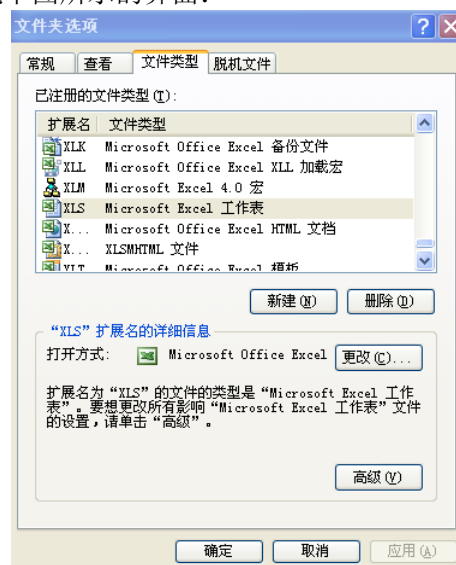 文件夹选项
常规 查看 文件类型 脱机文件
已注册的文件类型(T):
扩展名 文件类型
XLK Microsoft Office Excel 备份文件
XLL Microsoft Office Excel XLL 加载宏
XLM Microsoft Excel 4.0 宏
XLS Microsoft Excel 工作表
X... Microsoft Office Excel HTML 文档
X... XLSMHTML 文件
XLT Microsoft Office Excel 模板
新建(N) 删除(D)
“XLS”扩展名的详细信息
打开方式: Microsoft Office Excel 更改(C)...
扩展名为“XLS”的文件的类型是“Microsoft Excel 工作
表”。要想更改所有影响“Microsoft Excel 工作表”文件
的设置,请单击“高级”。
高级(V)
确定 取消 应用(A)